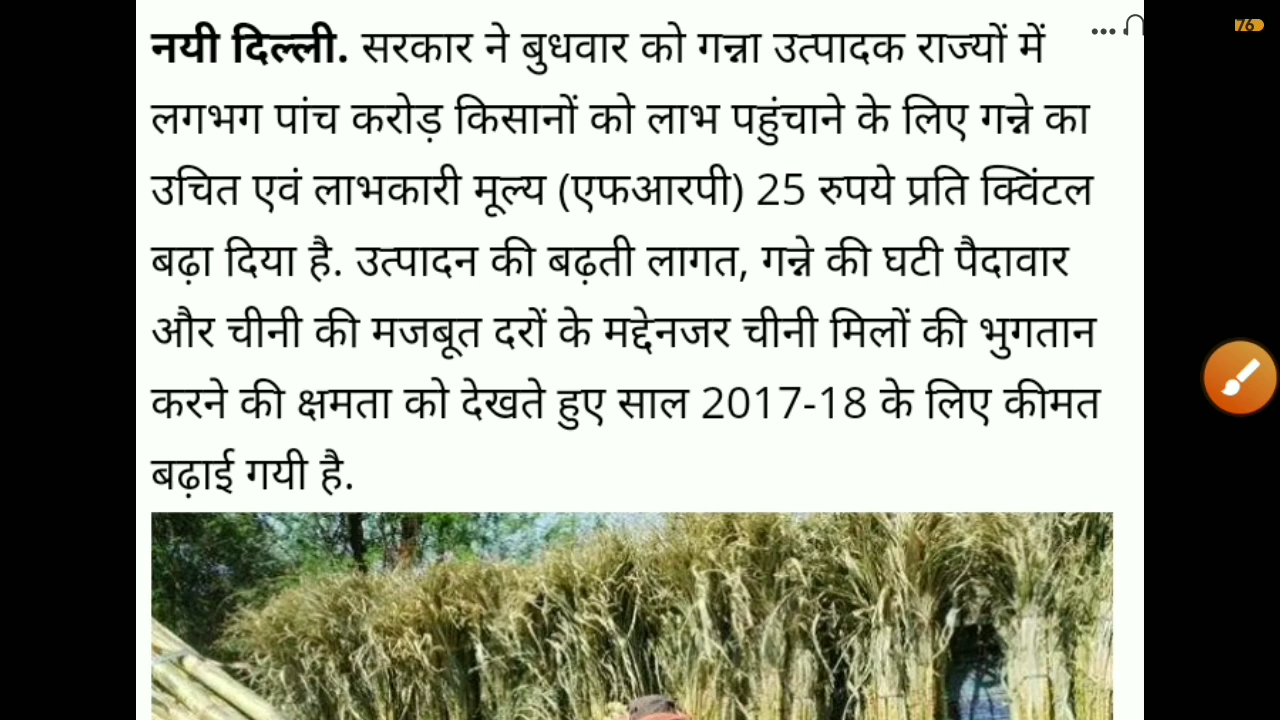 नयी दिल्ली. सरकार ने बुधवार को गन्ना उत्पादक राज्यों में
लगभग पांच करोड़ किसानों को लाभ पहुंचाने के लिए गन्ने का
उचित एवं लाभकारी मूल्य (एफआरपी) 25 रुपये प्रति क्विंटल
बढ़ा दिया है. उत्पादन की बढ़ती लागत, गन्ने की घटी पैदावार
और चीनी की मजबूत दरों के मद्देनजर चीनी मिलों की भुगतान
करने की क्षमता को देखते हुए साल 2017-18 के लिए कीमत
बढ़ाई गयी है.
76